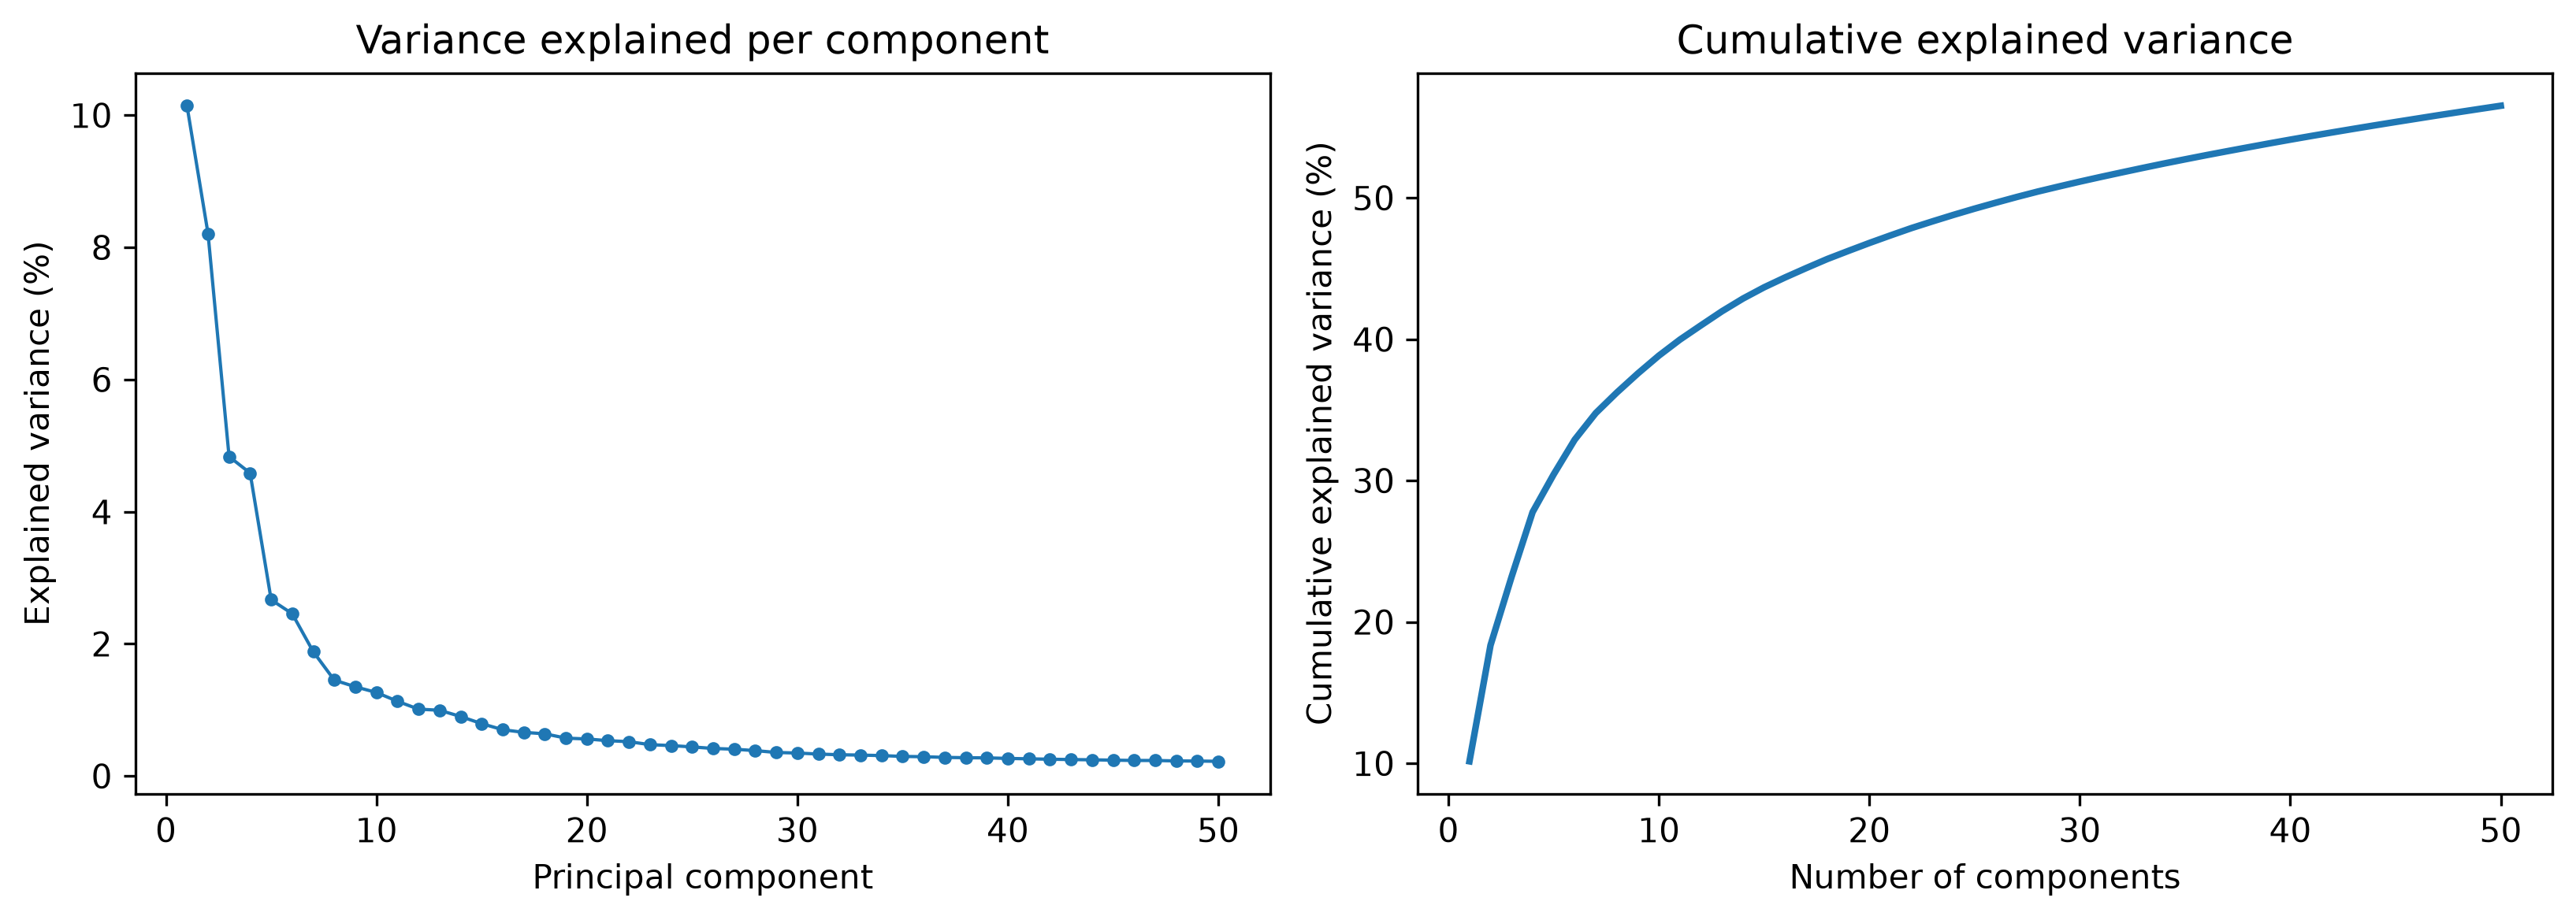 Variance explained per component
Explained variance (%)
10
8
6
4
2
0
0 10 20 30 40 50
Principal component
Cumulative explained variance
Cumulative explained variance (%)
50
40
30
20
10
0 10 20 30 40 50
Number of components